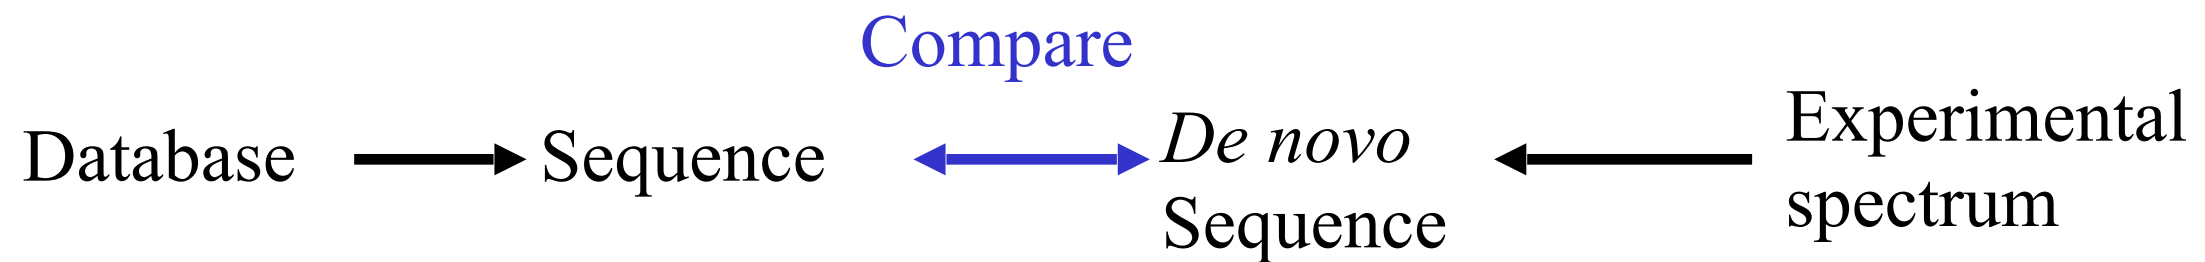 Compare
Database
Sequence
De novo
Sequence
Experimental
spectrum